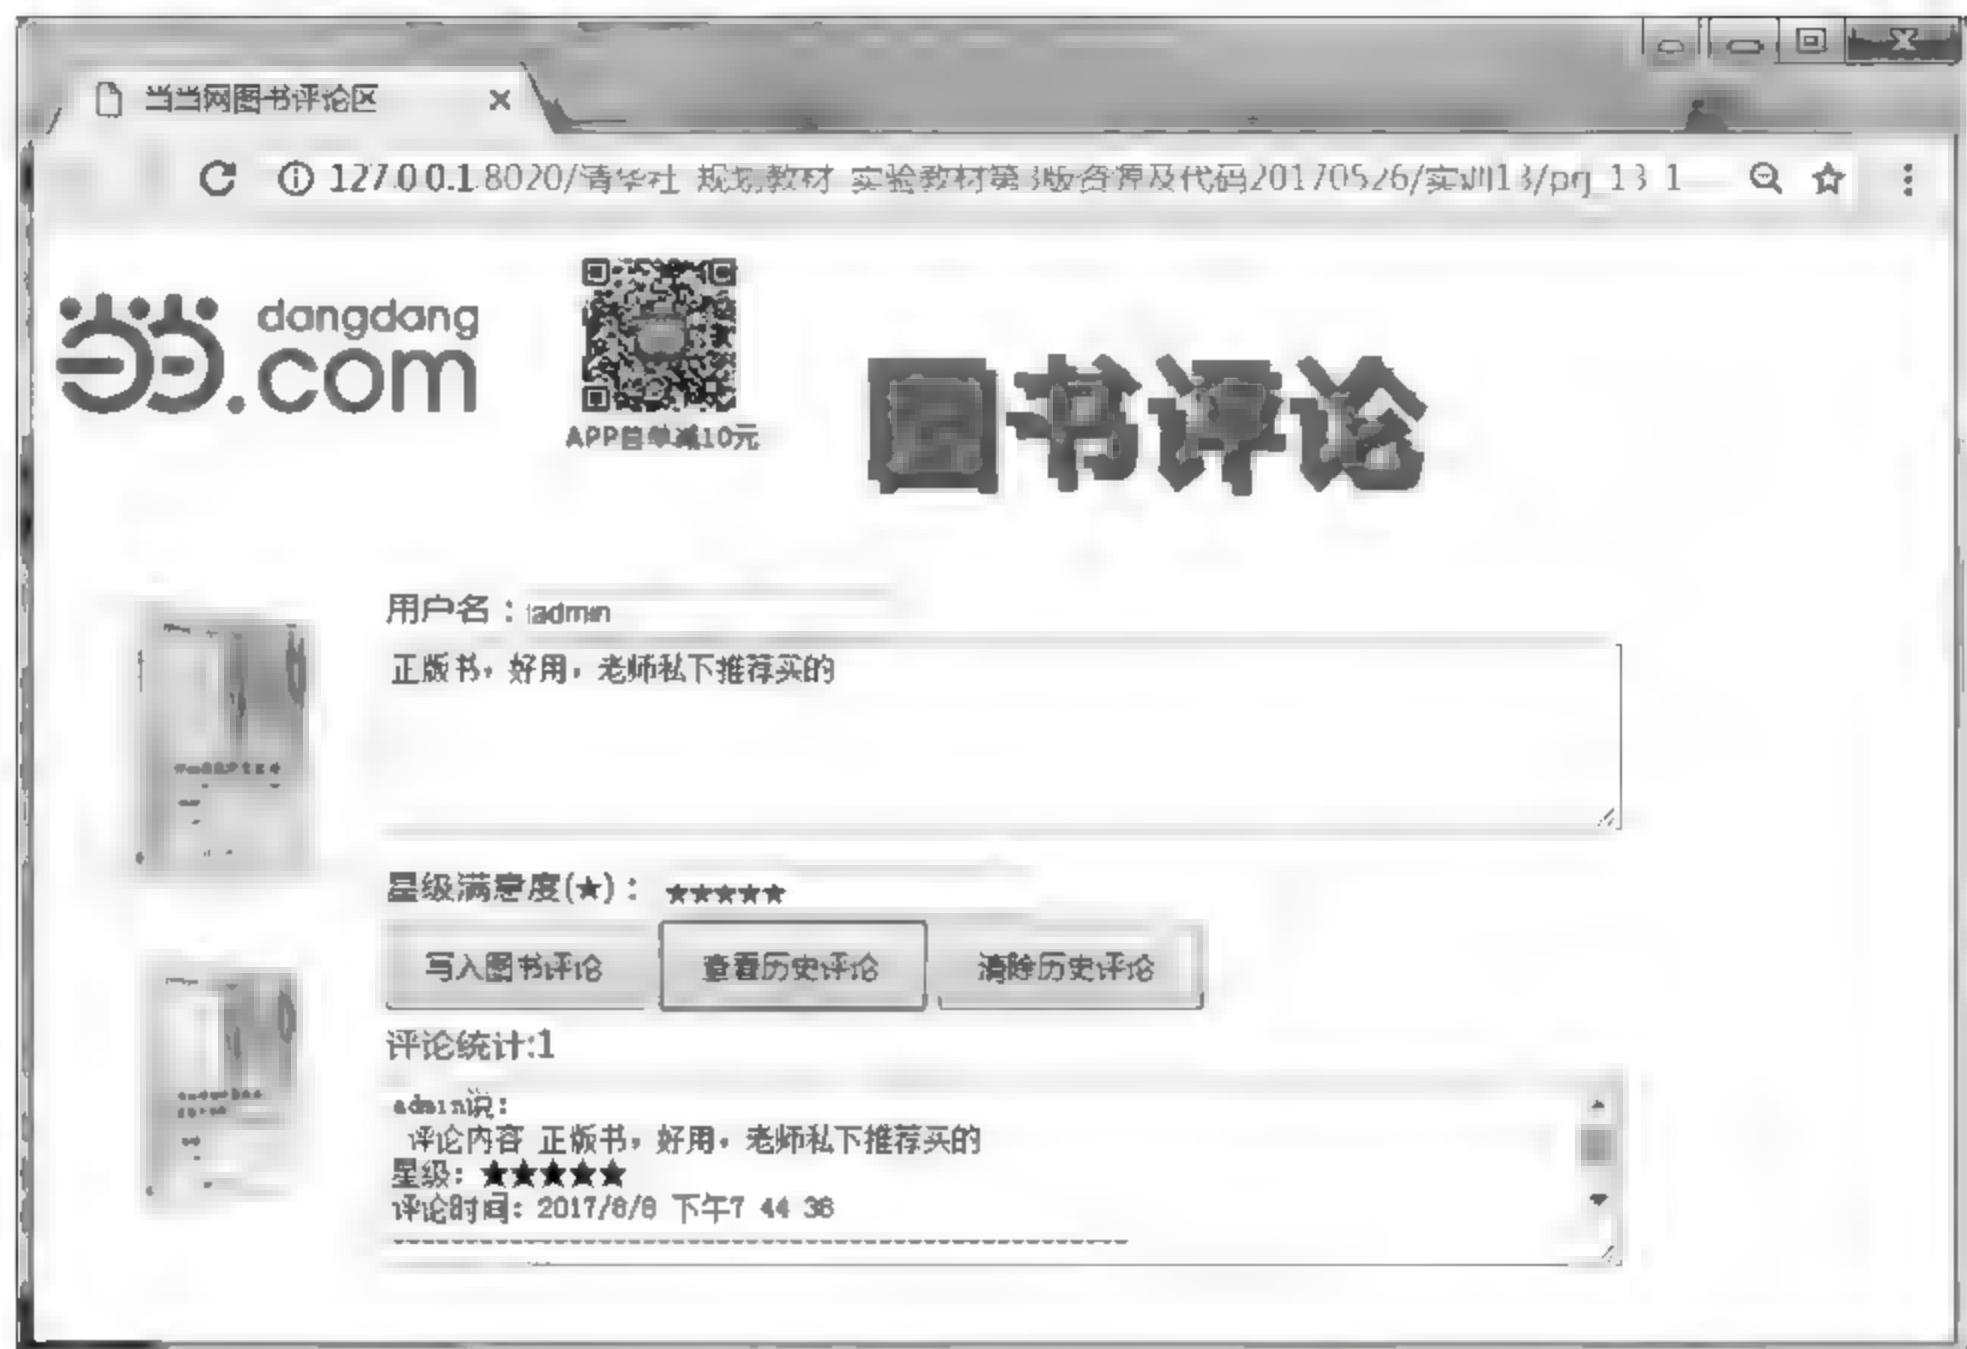 当当网图书评论区
127.0.0.1:8020/清华社 规划教材 实验教材第3版资源及代码20170526/实训13/prj_13_1
dangdang
.com
APP首单减10元
图书评论
用户名：admin
正版书，好用，老师私下推荐买的
星级满意度(★)： ★★★★★
写入图书评论 查看历史评论 清除历史评论
评论统计:1
admin说:
评论内容 正版书，好用，老师私下推荐买的
星级: ★★★★★
评论时间: 2017/8/8 下午7 44 36
--------------------------------------------------